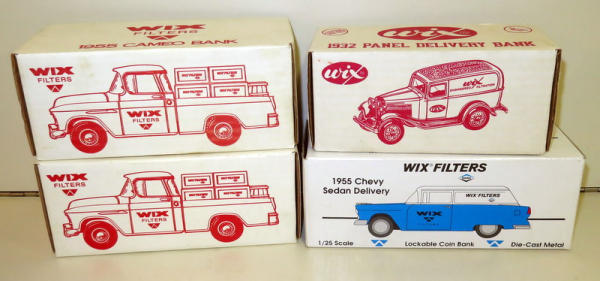 WIX
FILTERS
1955 CAMEO BANK
WIX
FILTERS
WIX
FILTERS
WIX
FILTERS
WIX
FILTERS
1932 PANEL DELIVERY BANK
wix
wix
WIX® FILTERS
1955 Chevy
Sedan Delivery
WIX FILTERS
WIX
1/25 Scale
Lockable Coin Bank
Die-Cast Metal